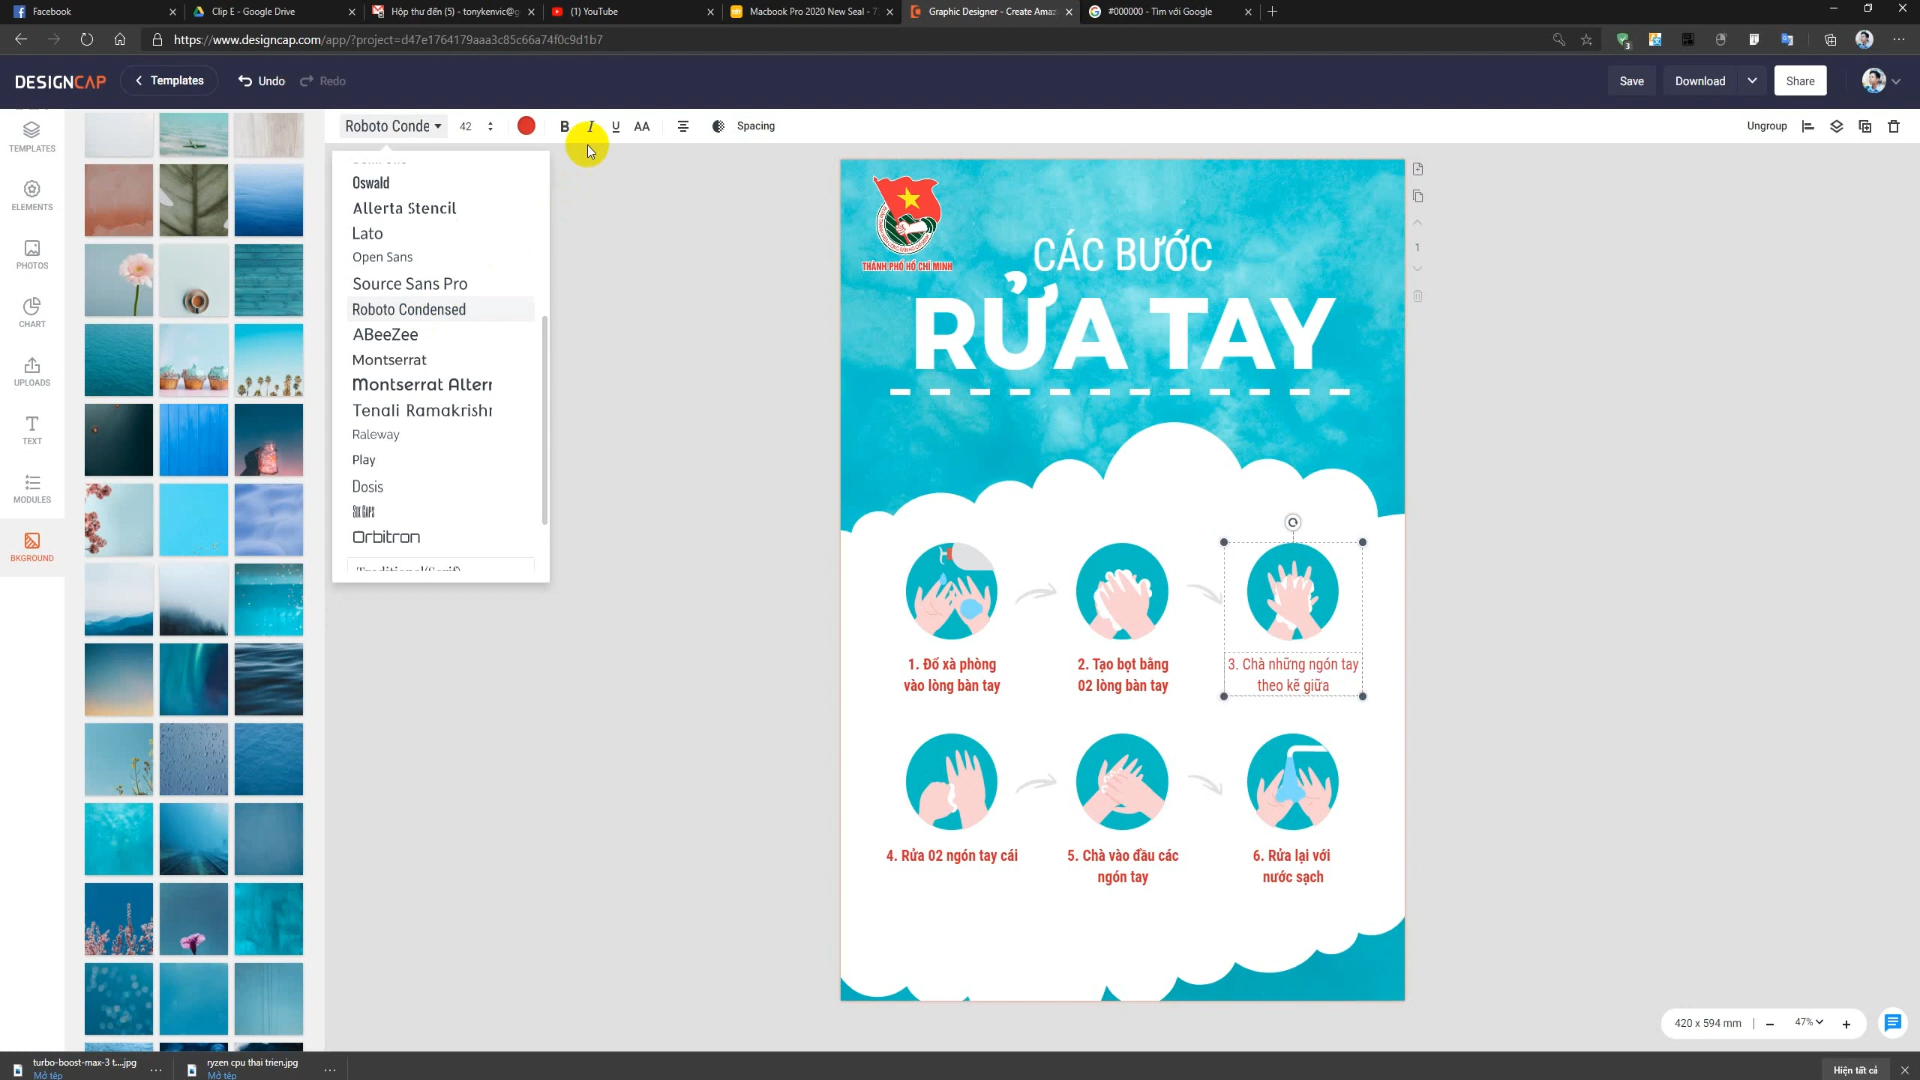 Facebook
Clip E - Google Drive
Hộp thư đến (5) - tonykenvic@g
(1) YouTube
Macbook Pro 2020 New Seal - 7
Graphic Designer - Create Amaz
#000000 - Tìm với Google
https://www.designcap.com/app/?project=d47e1764179aaa3c85c66a74f0c9d1b7
3
DESIGNCAP
Templates
Undo
Redo
Save
Download
Share
Roboto Conde
42
B
I
U
AA
Spacing
Ungroup
TEMPLATES
ELEMENTS
PHOTOS
CHART
UPLOADS
TEXT
MODULES
BKGROUND
Oswald
Allerta Stencil
Lato
Open Sans
Source Sans Pro
Roboto Condensed
ABeeZee
Montserrat
Montserrat Altern
Tenali Ramakrishn
Raleway
Play
Dosis
Six Caps
Orbitron
Traditional(Serif)
THÀNH PHỐ HỒ CHÍ MINH
CÁC BƯỚC
RỬA TAY
1. Đổ xà phòng
vào lòng bàn tay
2. Tạo bọt bằng
02 lòng bàn tay
3. Chà những ngón tay
theo kẽ giữa
4. Rửa 02 ngón tay cái
5. Chà vào đầu các
ngón tay
6. Rửa lại với
nước sạch
1
420 x 594 mm
47%
turbo-boost-max-3 t....jpg
Mở tệp
ryzen cpu thai trien.jpg
Mở tệp
Hiện tất cả